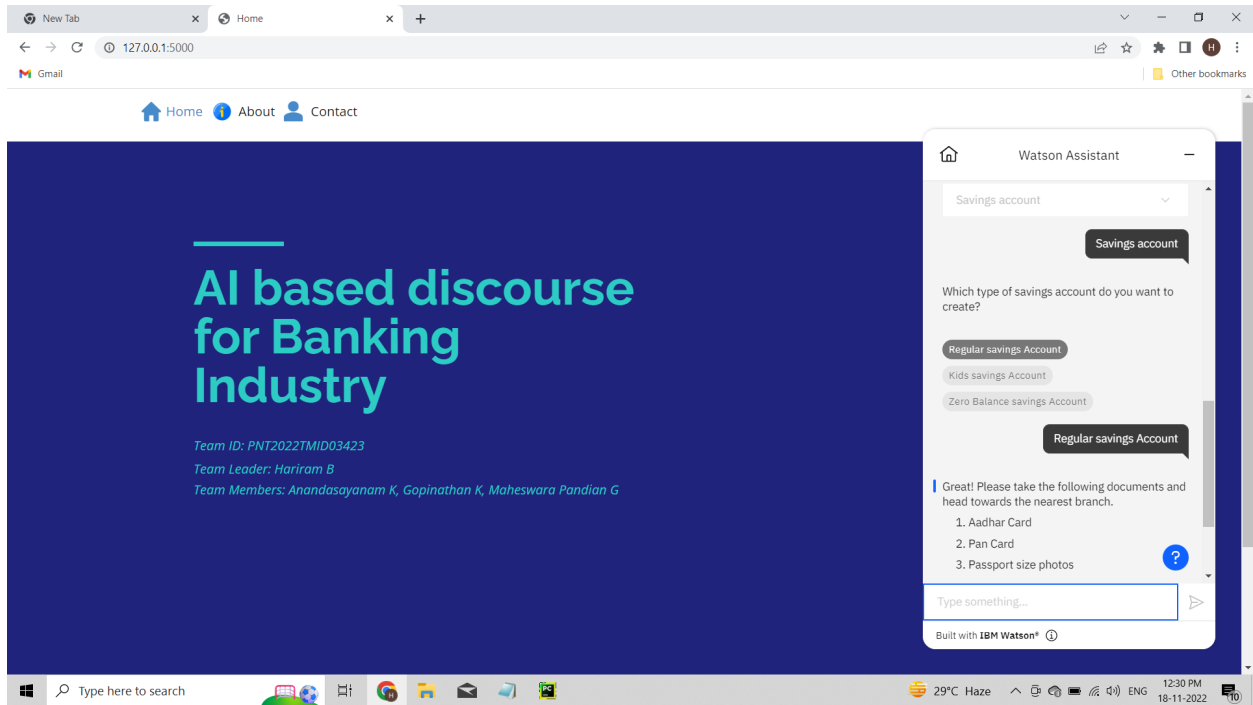 New Tab
Home
127.0.0.1:5000
H
Gmail
Other bookmarks
Home
About
Contact
AI based discourse
for Banking
Industry
Team ID: PNT2022TMID03423
Team Leader: Hariram B
Team Members: Anandasayanam K, Gopinathan K, Maheswara Pandian G
Watson Assistant
Savings account
Savings account
Which type of savings account do you want to
create?
Regular savings Account
Kids savings Account
Zero Balance savings Account
Regular savings Account
Great! Please take the following documents and
head towards the nearest branch.
1. Aadhar Card
2. Pan Card
3. Passport size photos
?
Type something...
Built with IBM Watson®
Type here to search
PC
29°C Haze
ENG
12:30 PM
18-11-2022
10